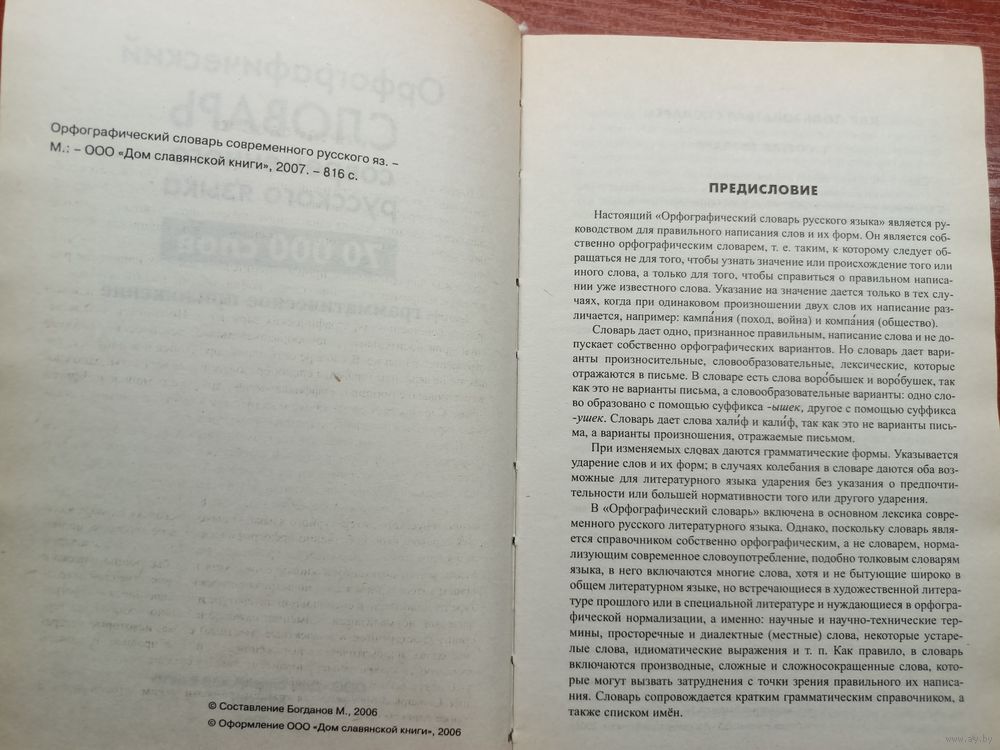 Орфографический словарь современного русского яз. –
М.: – ООО «Дом славянской книги», 2007. – 816 с.
© Составление Богданов М., 2006
© Оформление ООО «Дом славянской книги», 2006
ПРЕДИСЛОВИЕ
Настоящий «Орфографический словарь русского языка» является ру-
ководством для правильного написания слов и их форм. Он является соб-
ственно орфографическим словарем, т. е. таким, к которому следует об-
ращаться не для того, чтобы узнать значение или происхождение того или
иного слова, а только для того, чтобы справиться о правильном написа-
нии уже известного слова. Указание на значение дается только в тех слу-
чаях, когда при одинаковом произношении двух слов их написание раз-
личается, например: кампа́ния (поход, война) и компа́ния (общество).
Словарь дает одно, признанное правильным, написание слова и не до-
пускает собственно орфографических вариантов. Но словарь дает вари-
анты произносительные, словообразовательные, лексические, которые
отражаются в письме. В словаре есть слова воро́бышек и воро́бушек, так
как это не варианты письма, а словообразовательные варианты: одно сло-
во образовано с помощью суффикса -ышек, другое с помощью суффикса
-ушек. Словарь дает слова хали́ф и кали́ф, так как это не варианты пись-
ма, а варианты произношения, отражаемые письмом.
При изменяемых словах даются грамматические формы. Указывается
ударение слов и их форм; в случаях колебания в словаре даются оба воз-
можные для литературного языка ударения без указания о предпочти-
тельности или большей нормативности того или другого ударения.
В «Орфографический словарь» включена в основном лексика совре-
менного русского литературного языка. Однако, поскольку словарь явля-
ется справочником собственно орфографическим, а не словарем, норма-
лизующим современное словоупотребление, подобно толковым словарям
языка, в него включаются многие слова, хотя и не бытующие широко в
общем литературном языке, но встречающиеся в художественной литера-
туре прошлого или в специальной литературе и нуждающиеся в орфогра-
фической нормализации, а именно: научные и научно-технические тер-
мины, просторечные и диалектные (местные) слова, некоторые устаре-
лые слова, идиоматические выражения и т. п. Как правило, в словарь
включаются производные, сложные и сложносокращенные слова, кото-
рые могут вызвать затруднения с точки зрения правильного их написа-
ния. Словарь сопровождается кратким грамматическим справочником, а
также списком имён.
www.ay.by